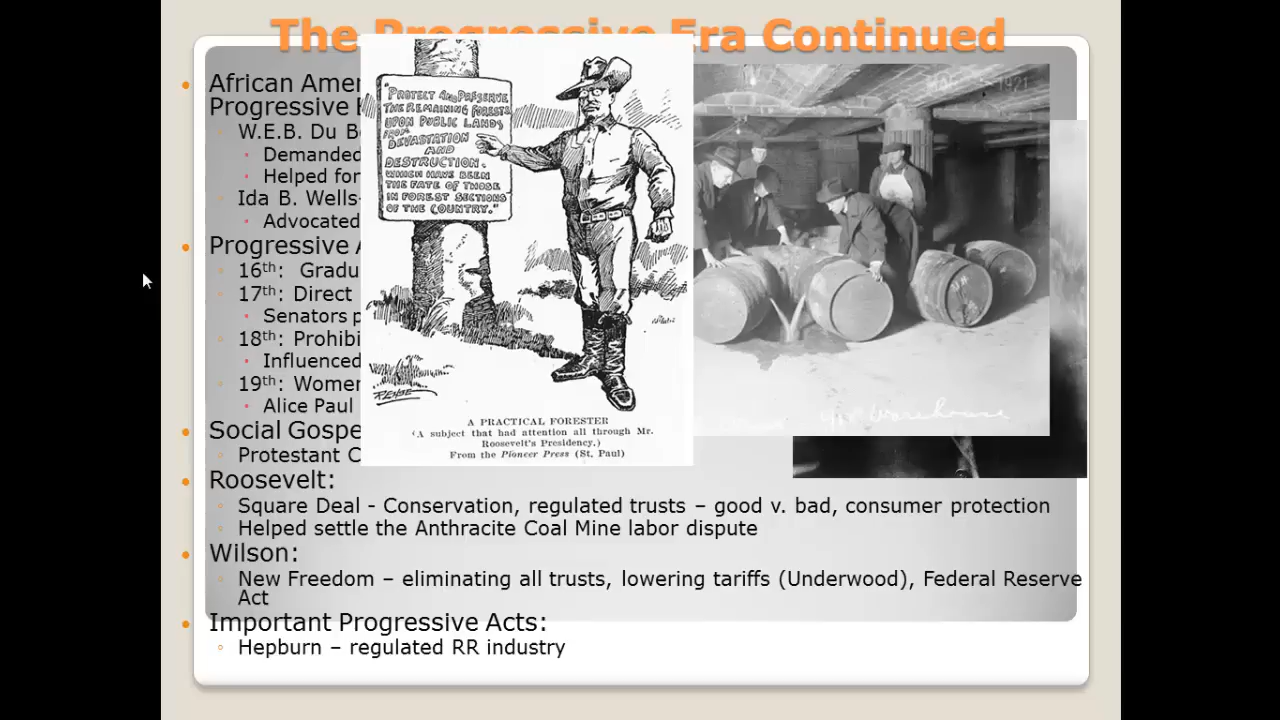 The Progressive Era Continued
African Amer
Progressive
W.E.B. Du B
Demanded
Helped for
Ida B. Wells-
Advocated
Progressive A
16th: Gradu
17th: Direct
Senators p
18th: Prohibi
Influenced
19th: Women
Alice Paul
Social Gospe
Protestant C
Roosevelt:
Square Deal - Conservation, regulated trusts – good v. bad, consumer protection
Helped settle the Anthracite Coal Mine labor dispute
Wilson:
New Freedom – eliminating all trusts, lowering tariffs (Underwood), Federal Reserve
Act
Important Progressive Acts:
Hepburn – regulated RR industry
"PROTECT AND PRESERVE
THE REMAINING FORESTS
UPON PUBLIC LANDS
FROM
DEVASTATION
AND
DESTRUCTION.
WHICH HAVE BEEN
THE FATE OF THOSE
IN FOREST SECTIONS
OF THE COUNTRY."
A PRACTICAL FORESTER
(A subject that had attention all through Mr.
Roosevelt's Presidency.)
From the Pioneer Press (St. Paul)
Warehouse